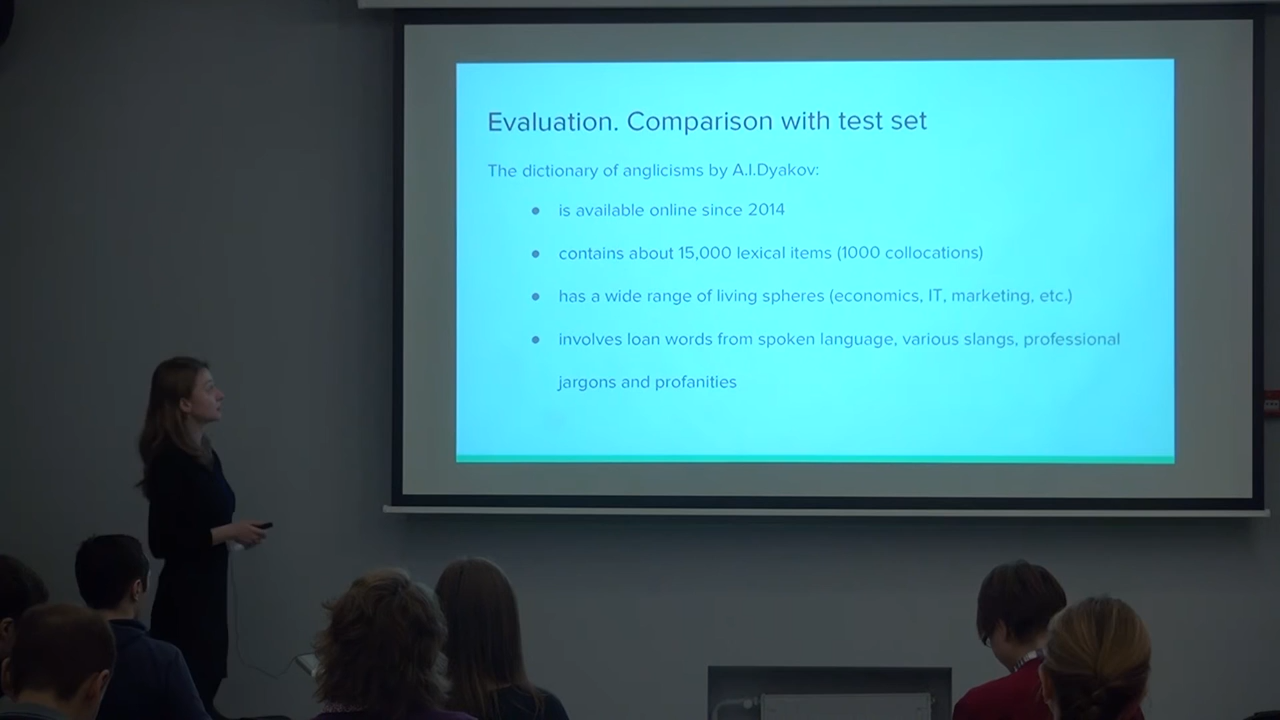 Evaluation. Comparison with test set
The dictionary of anglicisms by A.I.Dyakov:
● is available online since 2014
● contains about 15,000 lexical items (1000 collocations)
● has a wide range of living spheres (economics, IT, marketing, etc.)
● involves loan words from spoken language, various slangs, professional
jargons and profanities